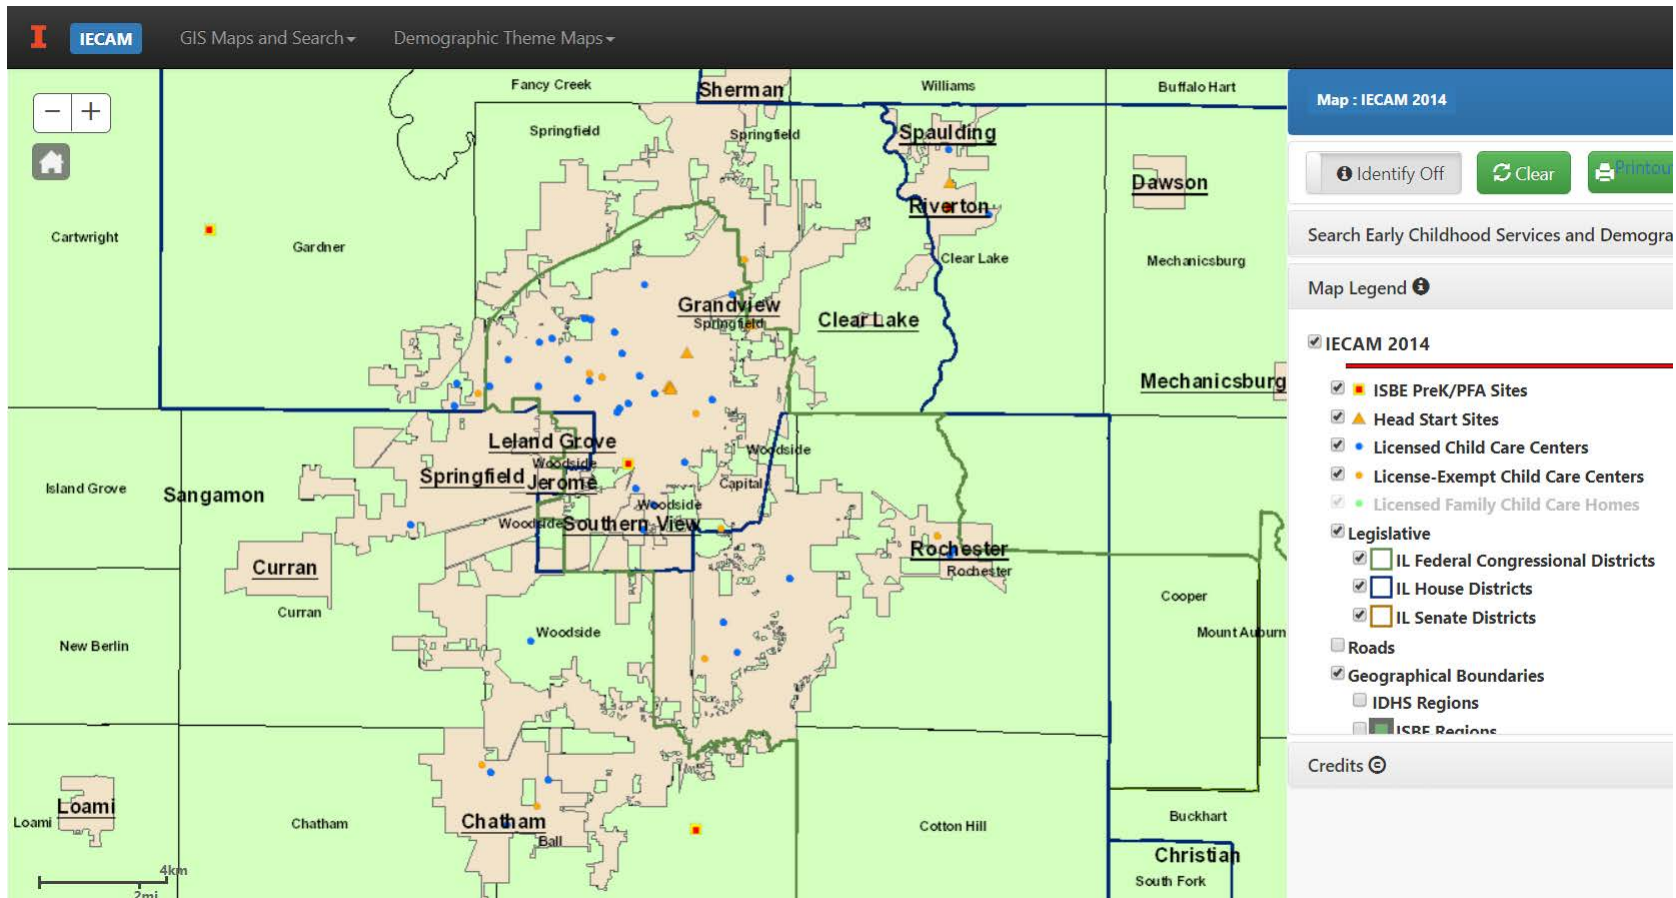 I IECAM GIS Maps and Search Demographic Theme Maps
Map : IECAM 2014
Identify Off Clear Printout
Search Early Childhood Services and Demogra
Map Legend
IECAM 2014
ISBE PreK/PFA Sites
Head Start Sites
Licensed Child Care Centers
License-Exempt Child Care Centers
Licensed Family Child Care Homes
Legislative
IL Federal Congressional Districts
IL House Districts
IL Senate Districts
Roads
Geographical Boundaries
IDHS Regions
ISBE Regions
Credits
Fancy Creek
Sherman
Williams
Buffalo Hart
Springfield
Springfield
Spaulding
Dawson
Riverton
Cartwright
Gardner
Clear Lake
Mechanicsburg
Grandview
Springfield
Clear Lake
Mechanicsburg
Leland Grove
Woodside
Woodside
Island Grove
Sangamon
Springfield
Jerome
Capital
Woodside
Woodside
Southern View
Rochester
Rochester
Curran
Curran
Cooper
New Berlin
Woodside
Mount Auburn
Loami
Loami
Chatham
Chatham
Ball
Cotton Hill
Buckhart
Christian
South Fork
4km
2mi